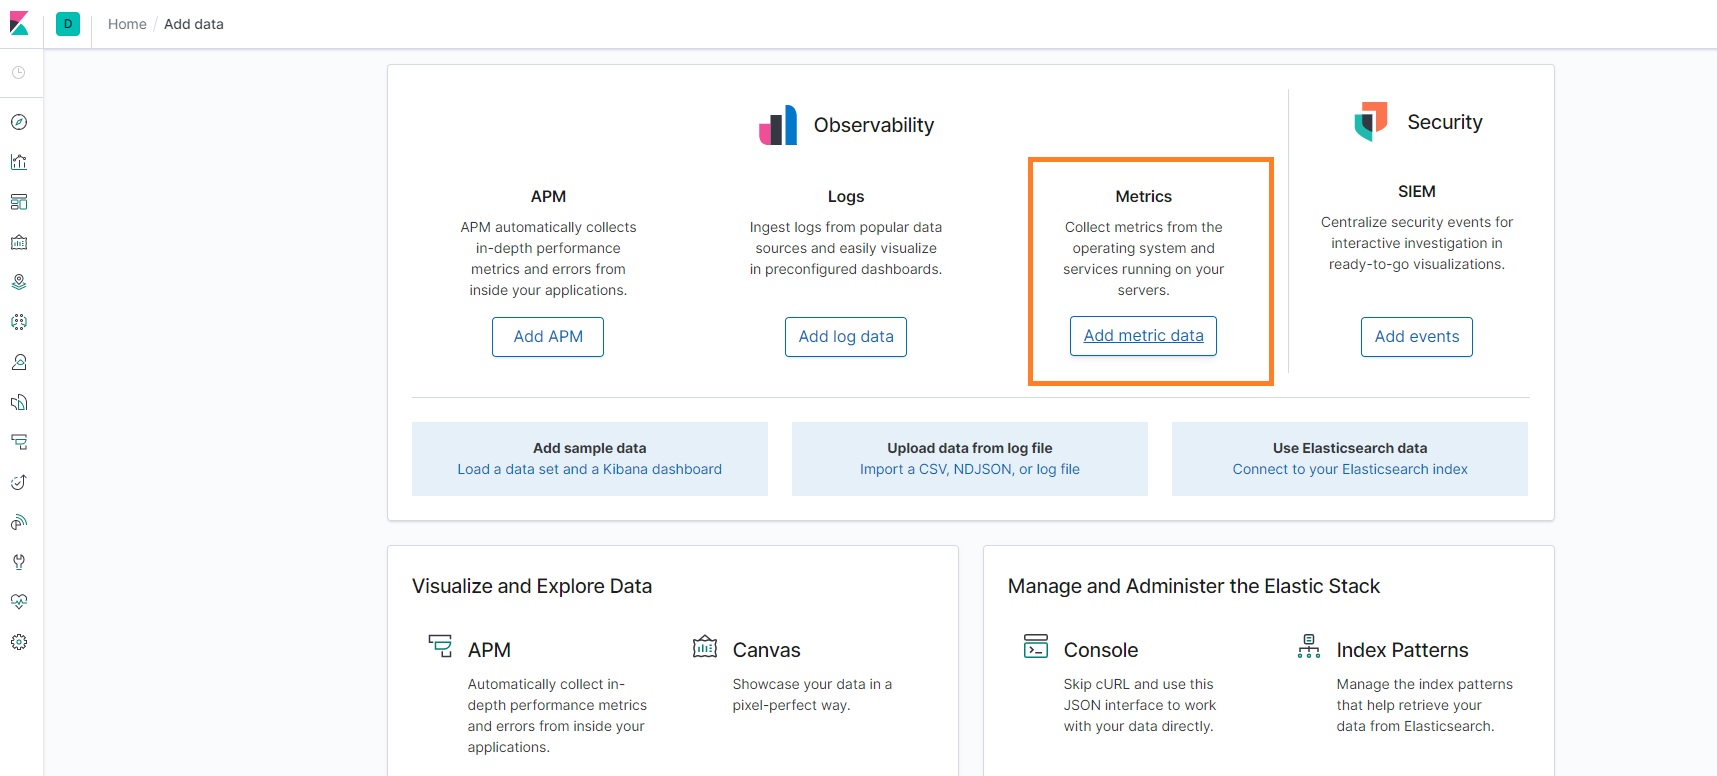 D
Home / Add data
Observability
Security
APM
APM automatically collects
in-depth performance
metrics and errors from
inside your applications.
Add APM
Logs
Ingest logs from popular data
sources and easily visualize
in preconfigured dashboards.
Add log data
Metrics
Collect metrics from the
operating system and
services running on your
servers.
Add metric data
SIEM
Centralize security events for
interactive investigation in
ready-to-go visualizations.
Add events
Add sample data
Load a data set and a Kibana dashboard
Upload data from log file
Import a CSV, NDJSON, or log file
Use Elasticsearch data
Connect to your Elasticsearch index
Visualize and Explore Data
APM
Automatically collect in-
depth performance metrics
and errors from inside your
applications.
Canvas
Showcase your data in a
pixel-perfect way.
Manage and Administer the Elastic Stack
Console
Skip cURL and use this
JSON interface to work
with your data directly.
Index Patterns
Manage the index patterns
that help retrieve your
data from Elasticsearch.